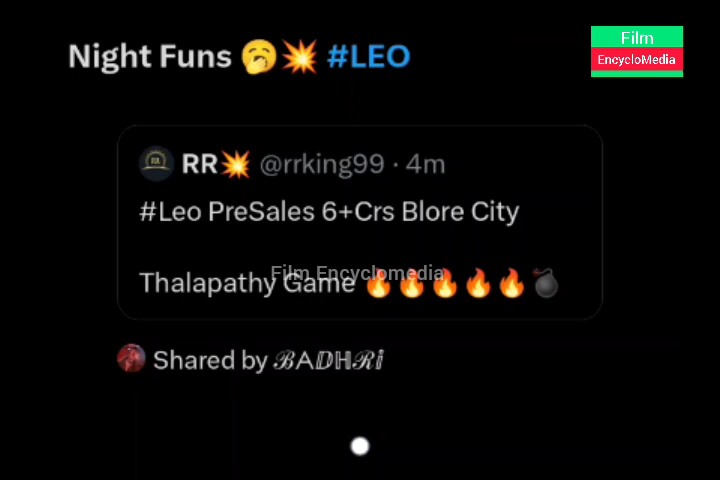 Night Funs 🥱💥 #LEO
Film
EncycloMedia
RR💥 @rrking99 · 4m
#Leo PreSales 6+Crs Blore City
Film Encyclomedia
Thalapathy Game 🔥🔥🔥🔥🔥💣
Shared by ℬAⅅℍℛⅈ